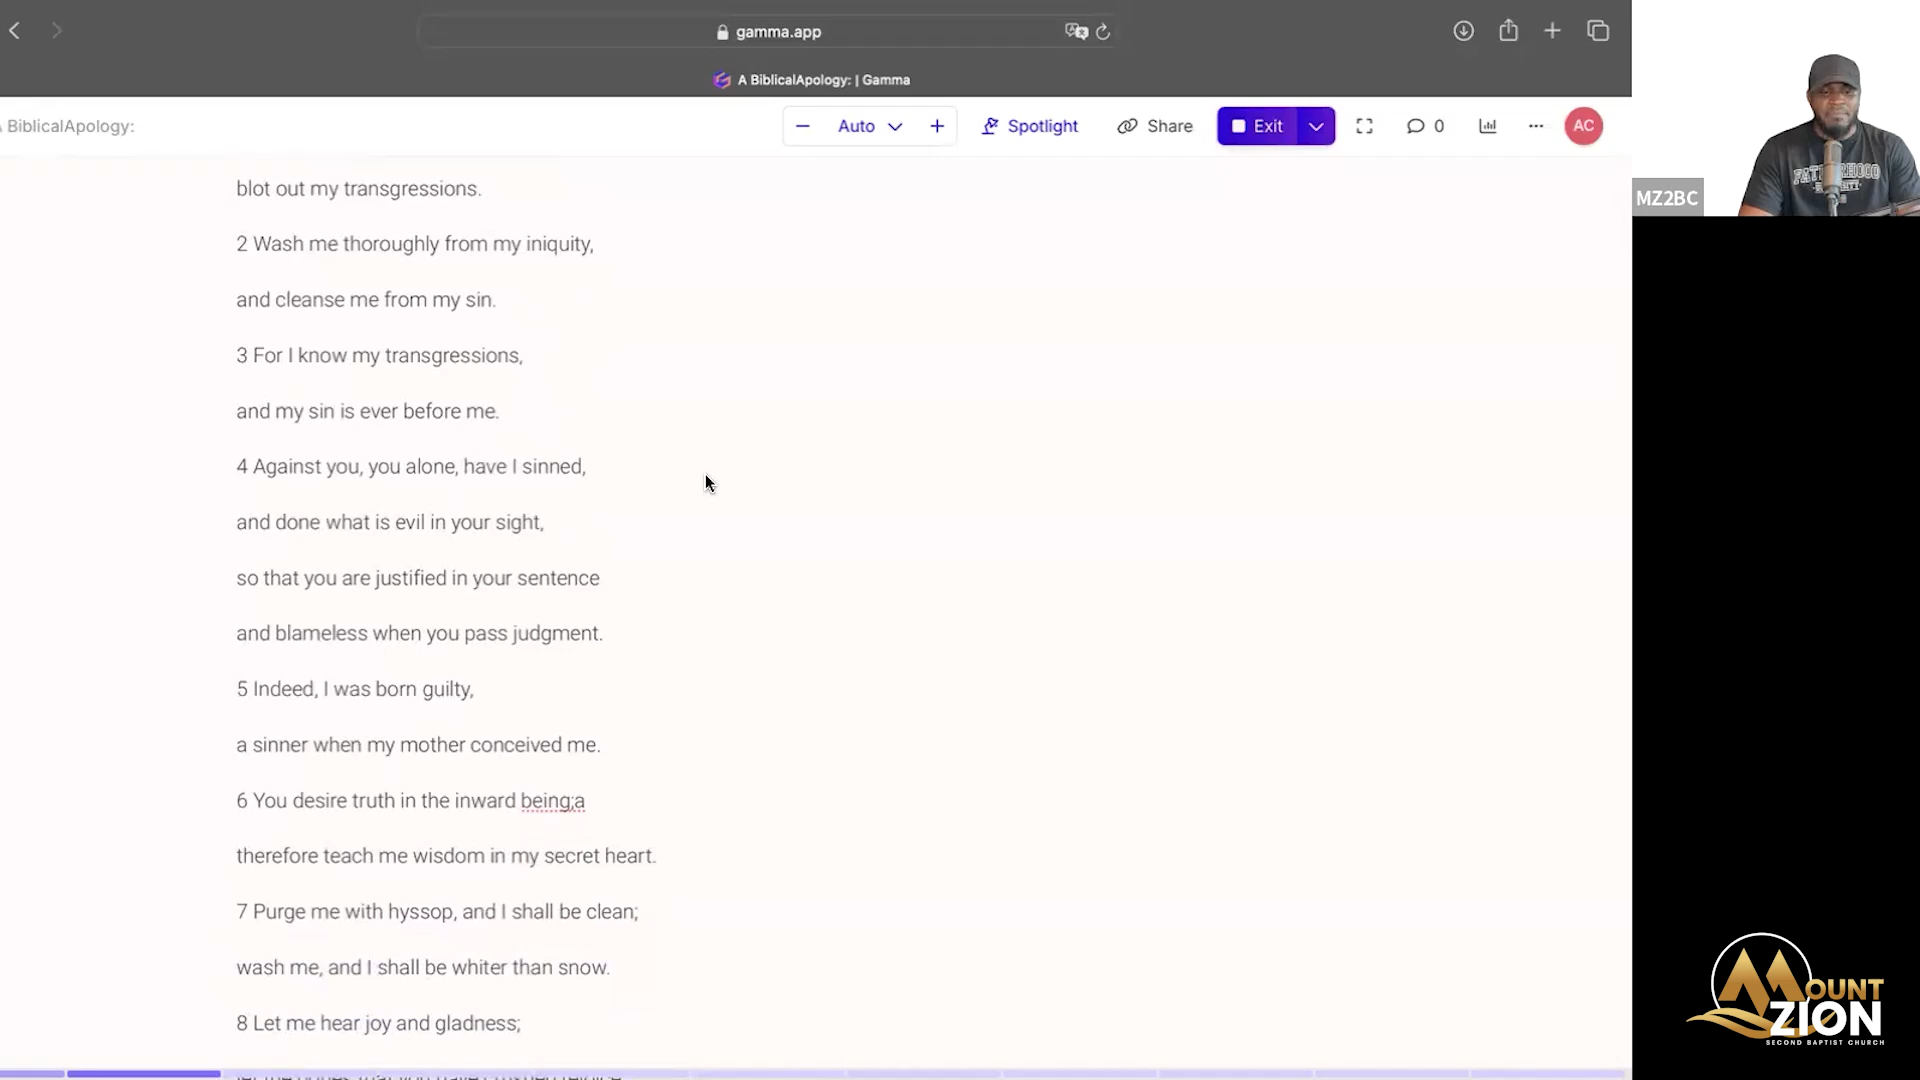 gamma.app
A BiblicalApology: | Gamma
BiblicalApology:
Auto
Spotlight
Share
Exit
0
AC
blot out my transgressions.
2 Wash me thoroughly from my iniquity,
and cleanse me from my sin.
3 For I know my transgressions,
and my sin is ever before me.
4 Against you, you alone, have I sinned,
and done what is evil in your sight,
so that you are justified in your sentence
and blameless when you pass judgment.
5 Indeed, I was born guilty,
a sinner when my mother conceived me.
6 You desire truth in the inward being;a
therefore teach me wisdom in my secret heart.
7 Purge me with hyssop, and I shall be clean;
wash me, and I shall be whiter than snow.
8 Let me hear joy and gladness;
MZ2BC
MOUNT
ZION
SECOND BAPTIST CHURCH